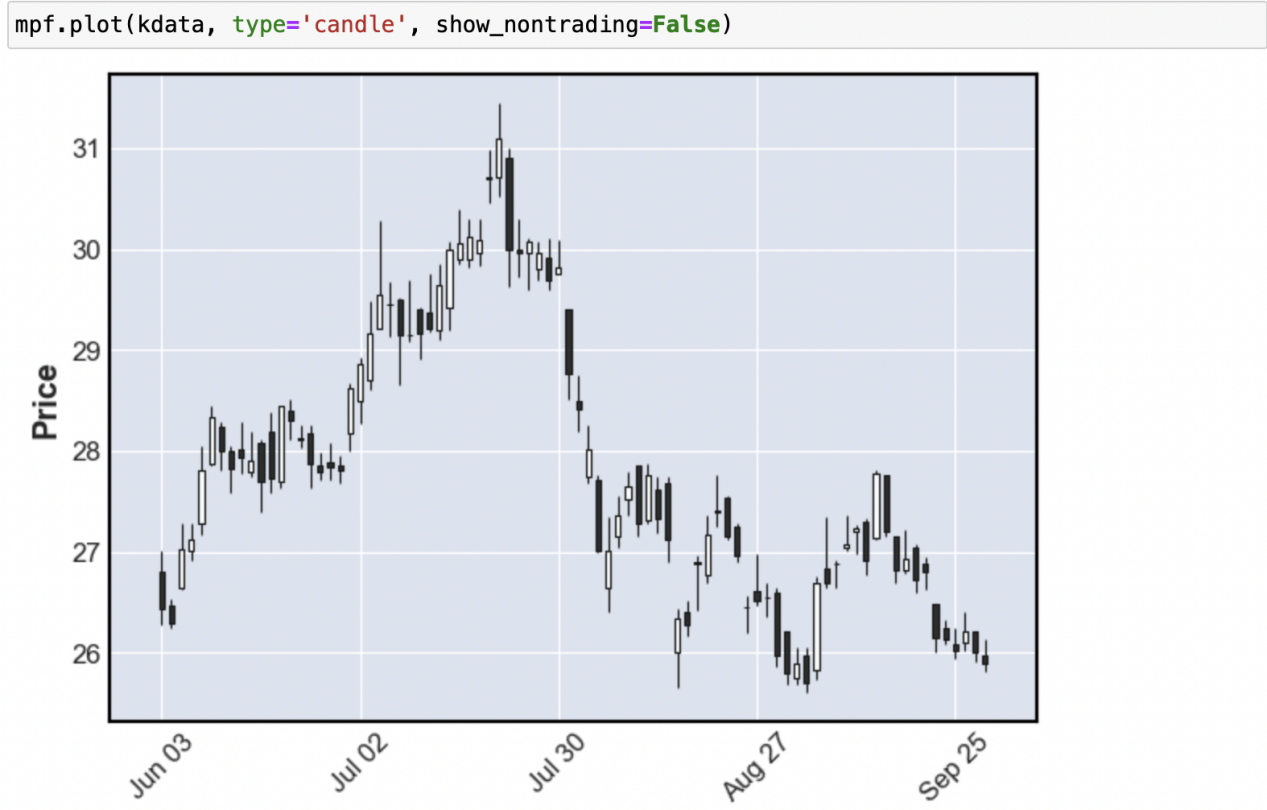 mpf.plot(kdata, type='candle', show_nontrading=False)
31
30
29
28
27
26
Price
Jun 03
Jul 02
Jul 30
Aug 27
Sep 25